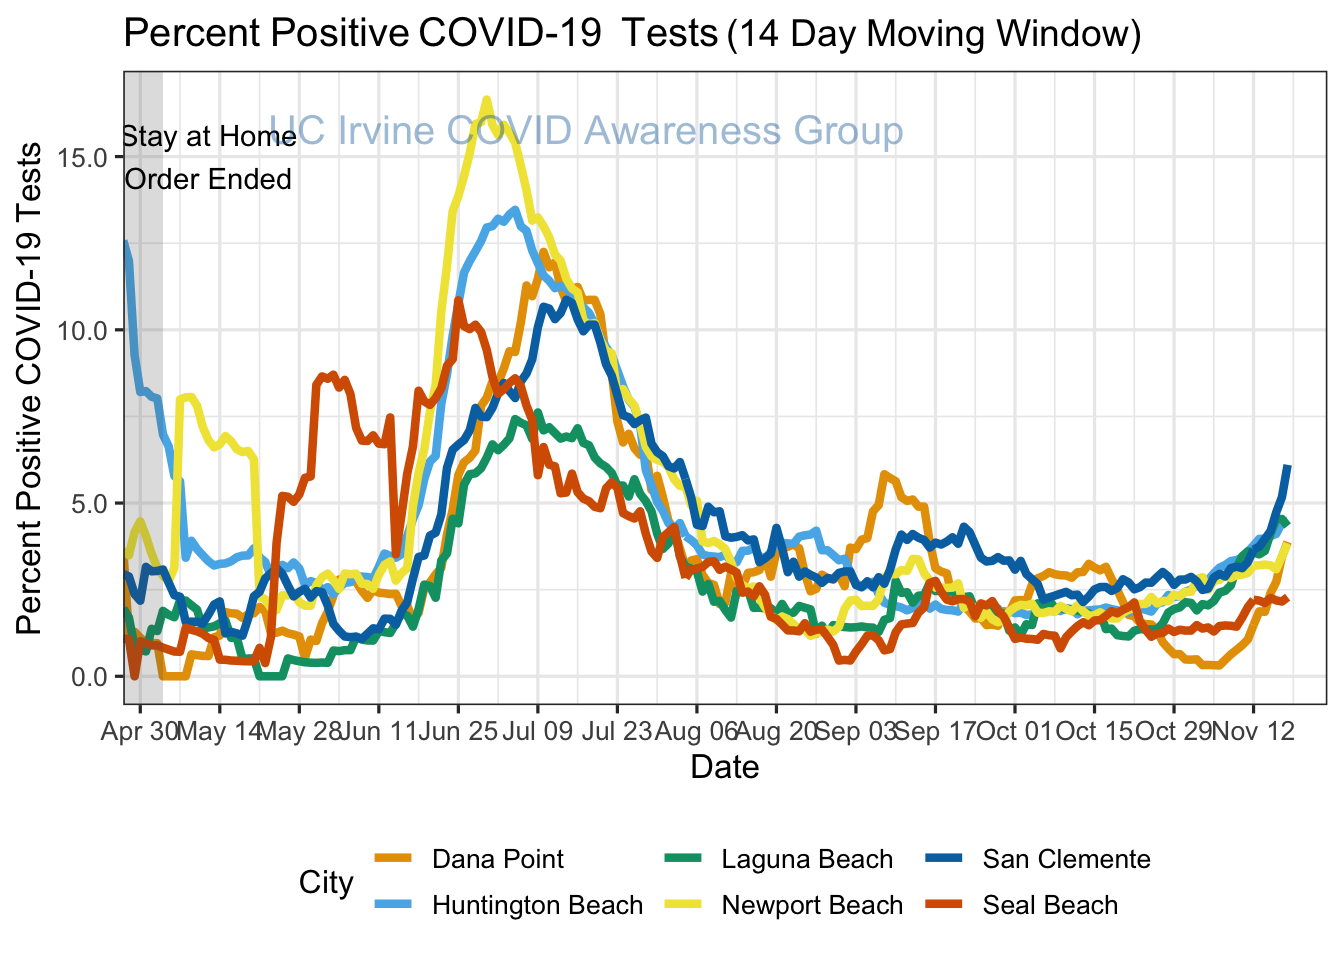 Percent Positive COVID-19 Tests (14 Day Moving Window)
UC Irvine COVID Awareness Group
Stay at Home
Order Ended
Percent Positive COVID-19 Tests
15.0
10.0
5.0
0.0
Apr 30 May 14 May 28 Jun 11 Jun 25 Jul 09 Jul 23 Aug 06 Aug 20 Sep 03 Sep 17 Oct 01 Oct 15 Oct 29 Nov 12
Date
City
Dana Point Laguna Beach San Clemente
Huntington Beach Newport Beach Seal Beach